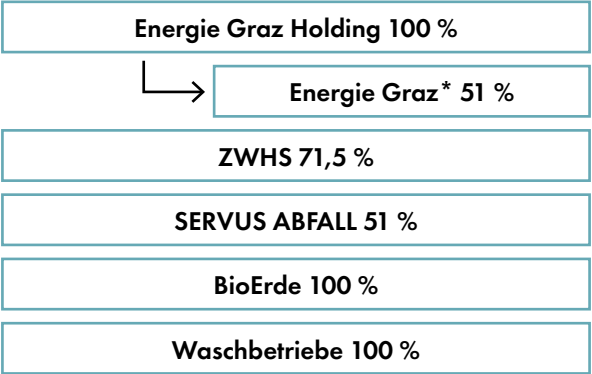 Energie Graz Holding 100 %
Energie Graz* 51 %
ZWHS 71,5 %
SERVUS ABFALL 51 %
BioErde 100 %
Waschbetriebe 100 %